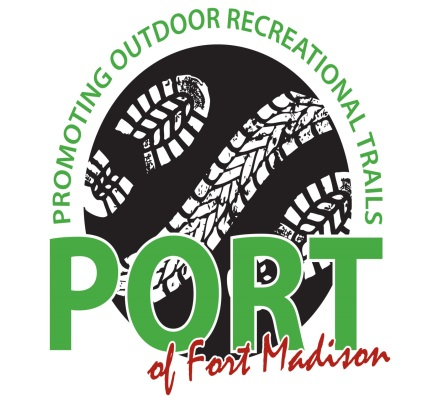 PROMOTING OUTDOOR RECREATIONAL TRAILS
PORT
of Fort Madison